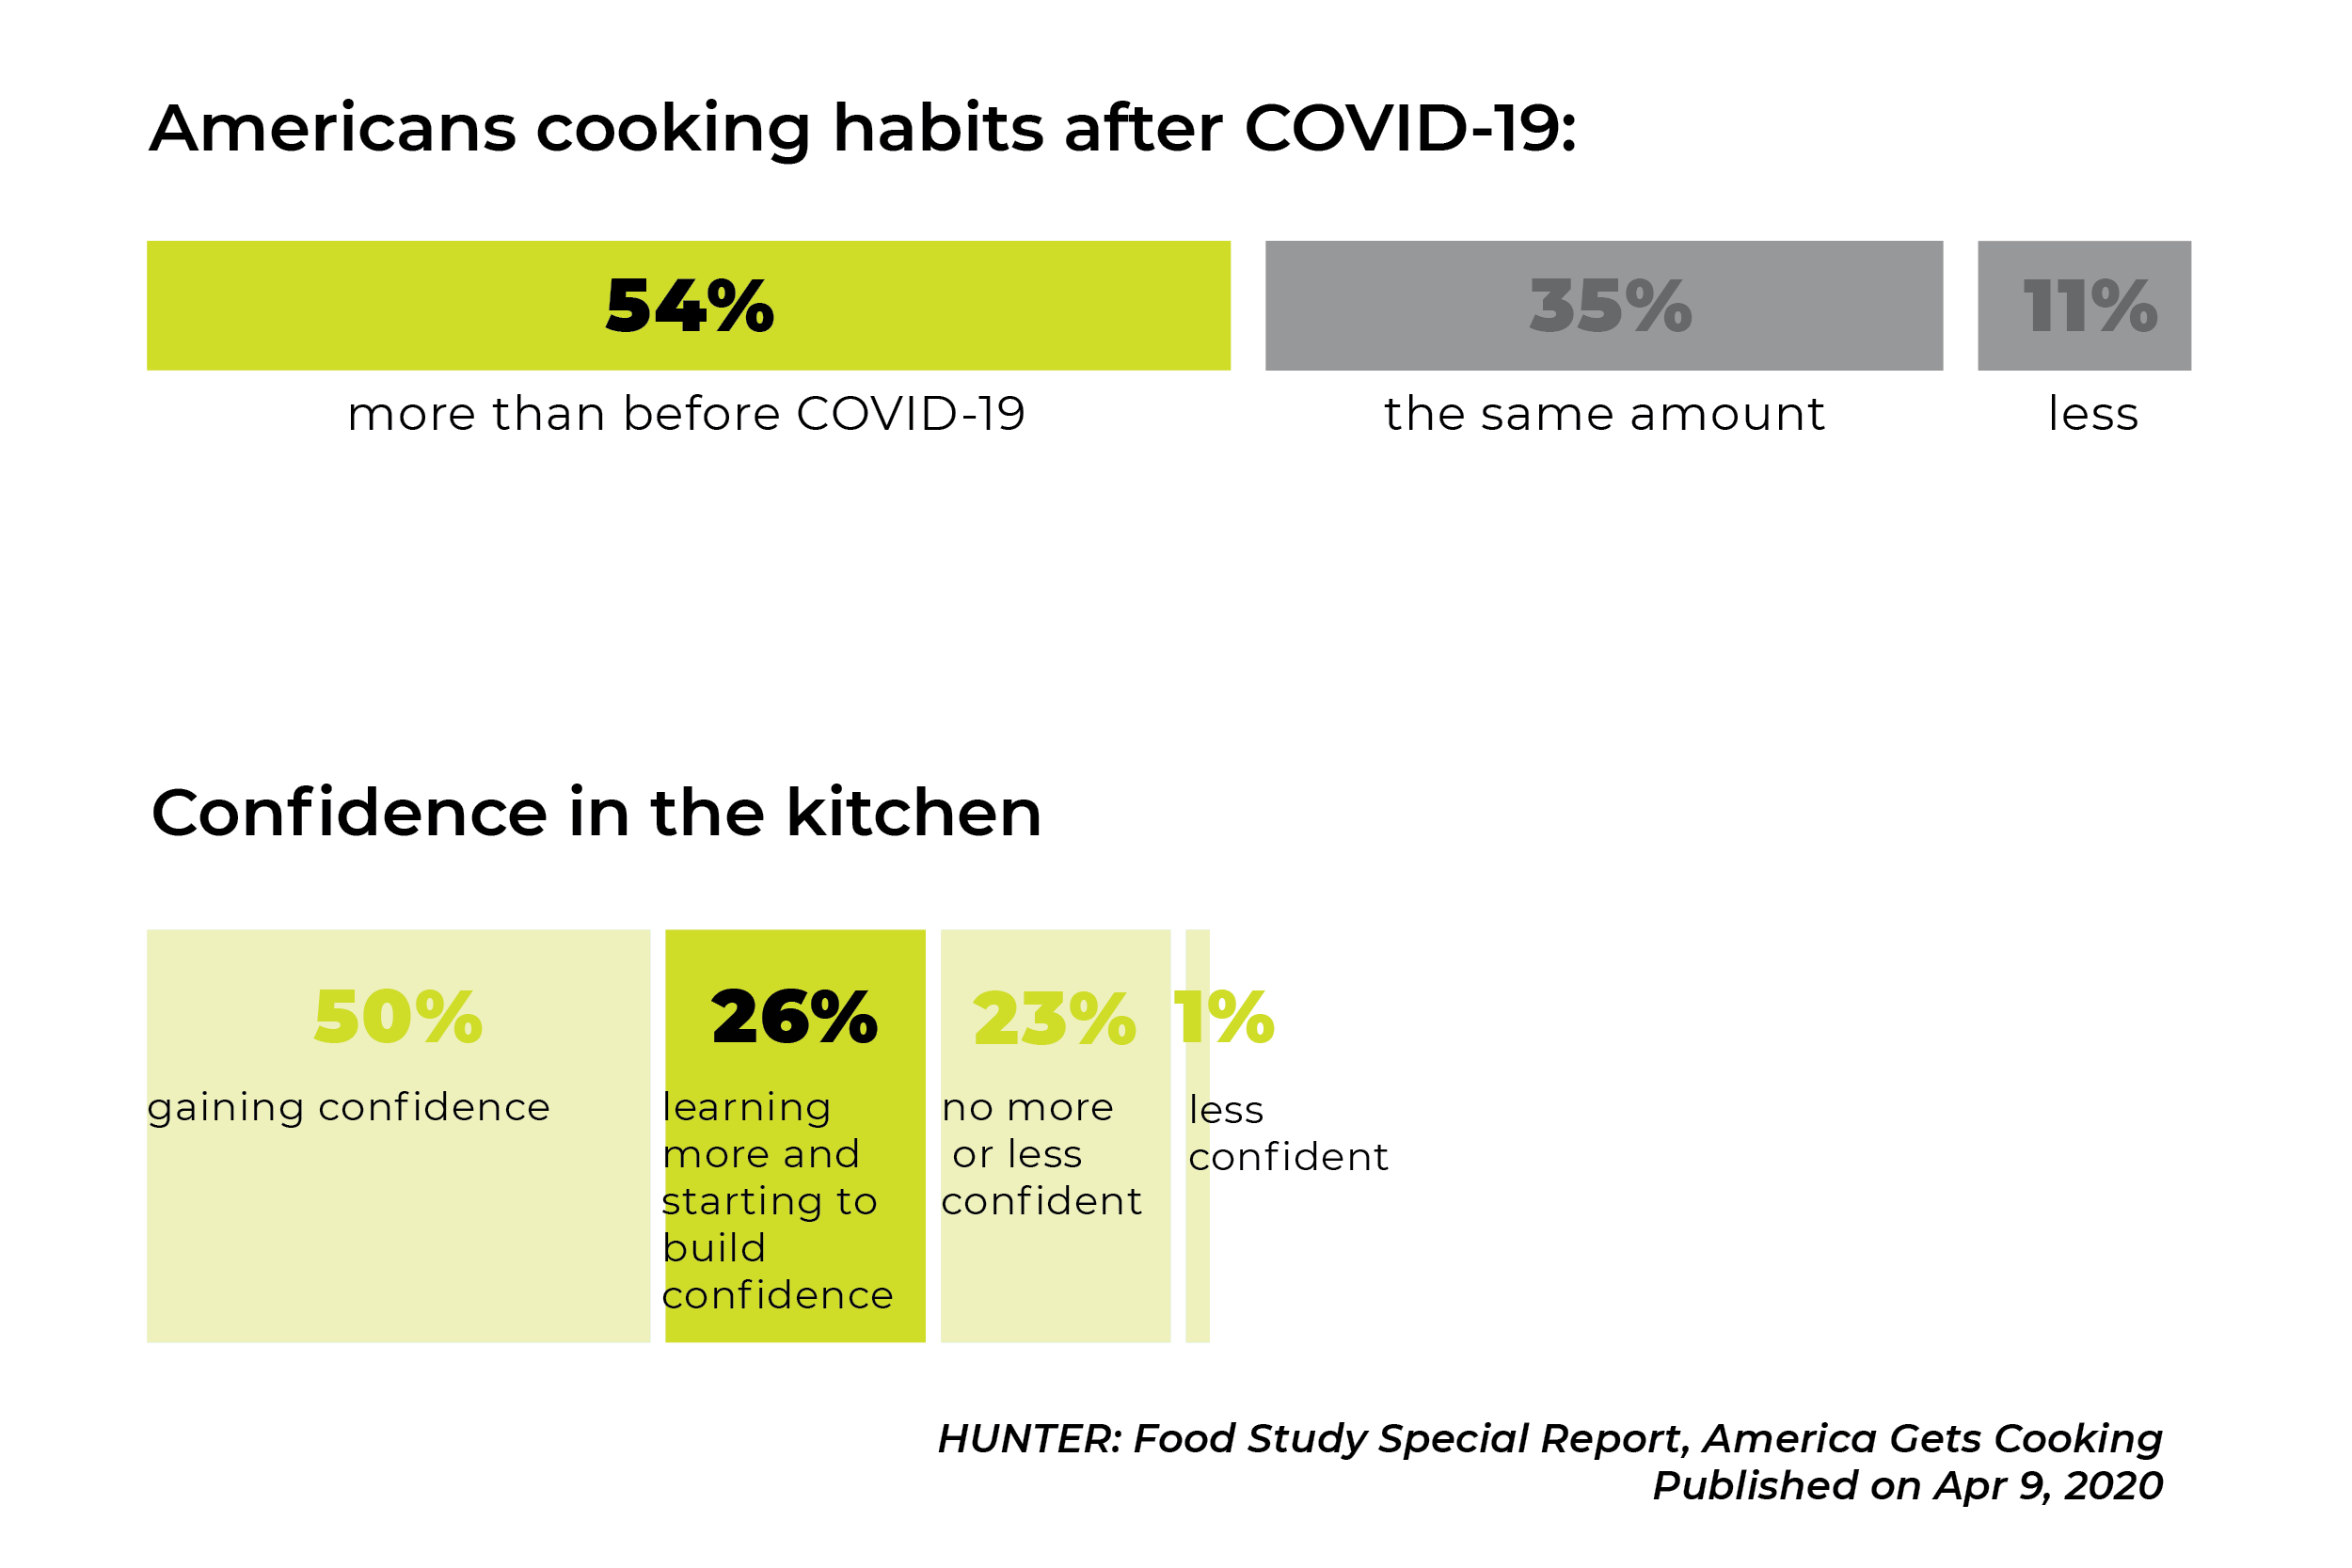 Americans cooking habits after COVID-19:
54%
35%
11%
more than before COVID-19
the same amount
less
Confidence in the kitchen
50%
gaining confidence
26%
learning
more and
starting to
build
confidence
23%
no more
or less
confident
1%
less
confident
HUNTER: Food Study Special Report, America Gets Cooking
Published on Apr 9, 2020